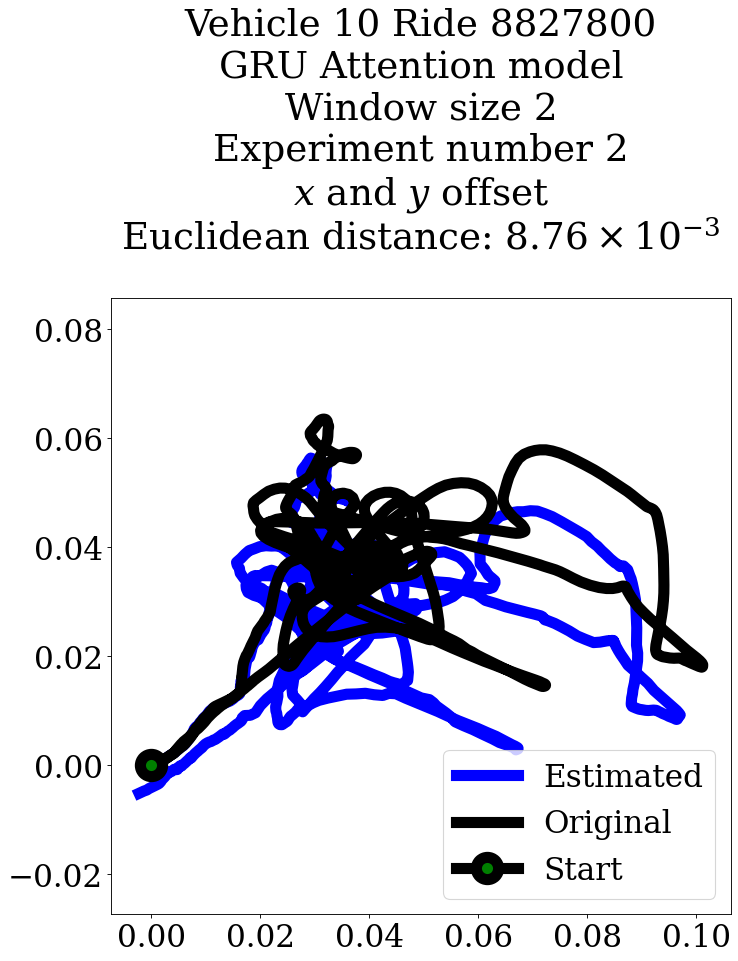 Vehicle 10 Ride 8827800
GRU Attention model
Window size 2
Experiment number 2
x and y offset
Euclidean distance: 8.76 × 10⁻³
0.08
0.06
0.04
0.02
0.00
−0.02
Estimated
Original
Start
0.00 0.02 0.04 0.06 0.08 0.10